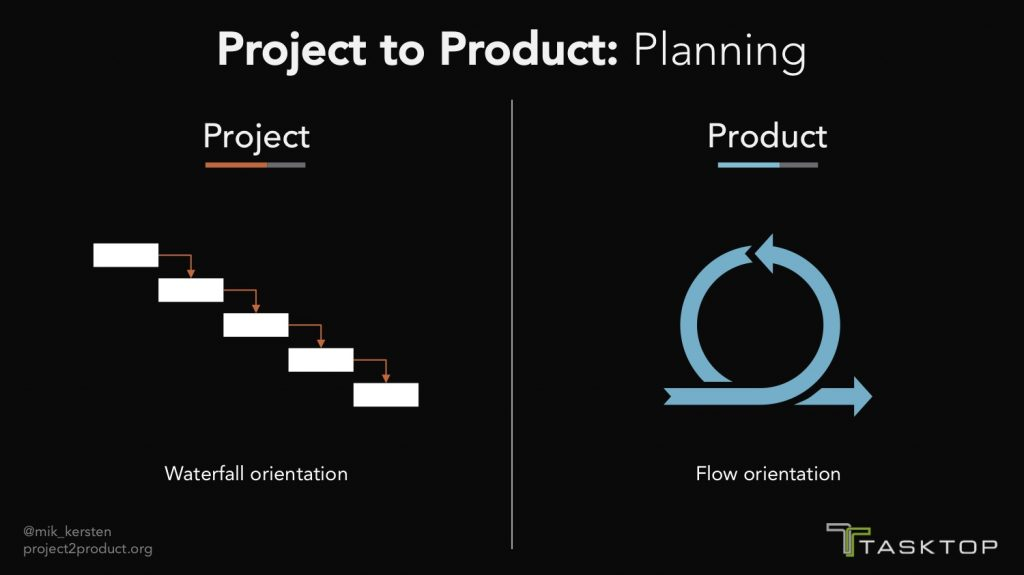 Project to Product: Planning
Project
Product
Waterfall orientation
Flow orientation
@mik_kersten
project2product.org
TASKTOP